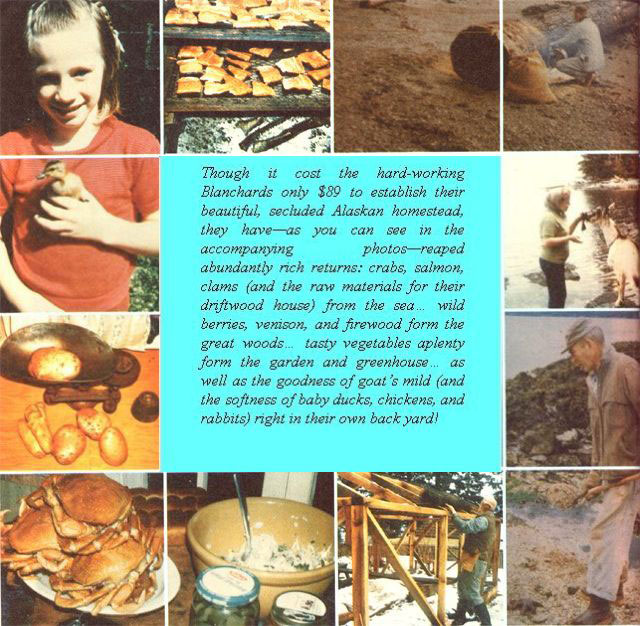 Though it cost the hard-working
Blanchards only $89 to establish their
beautiful, secluded Alaskan homestead,
they have—as you can see in the
accompanying photos—reaped
abundantly rich returns: crabs, salmon,
clams (and the raw materials for their
driftwood house) from the sea... wild
berries, venison, and firewood form the
great woods... tasty vegetables aplenty
form the garden and greenhouse... as
well as the goodness of goat's mild (and
the softness of baby ducks, chickens, and
rabbits) right in their own back yard!